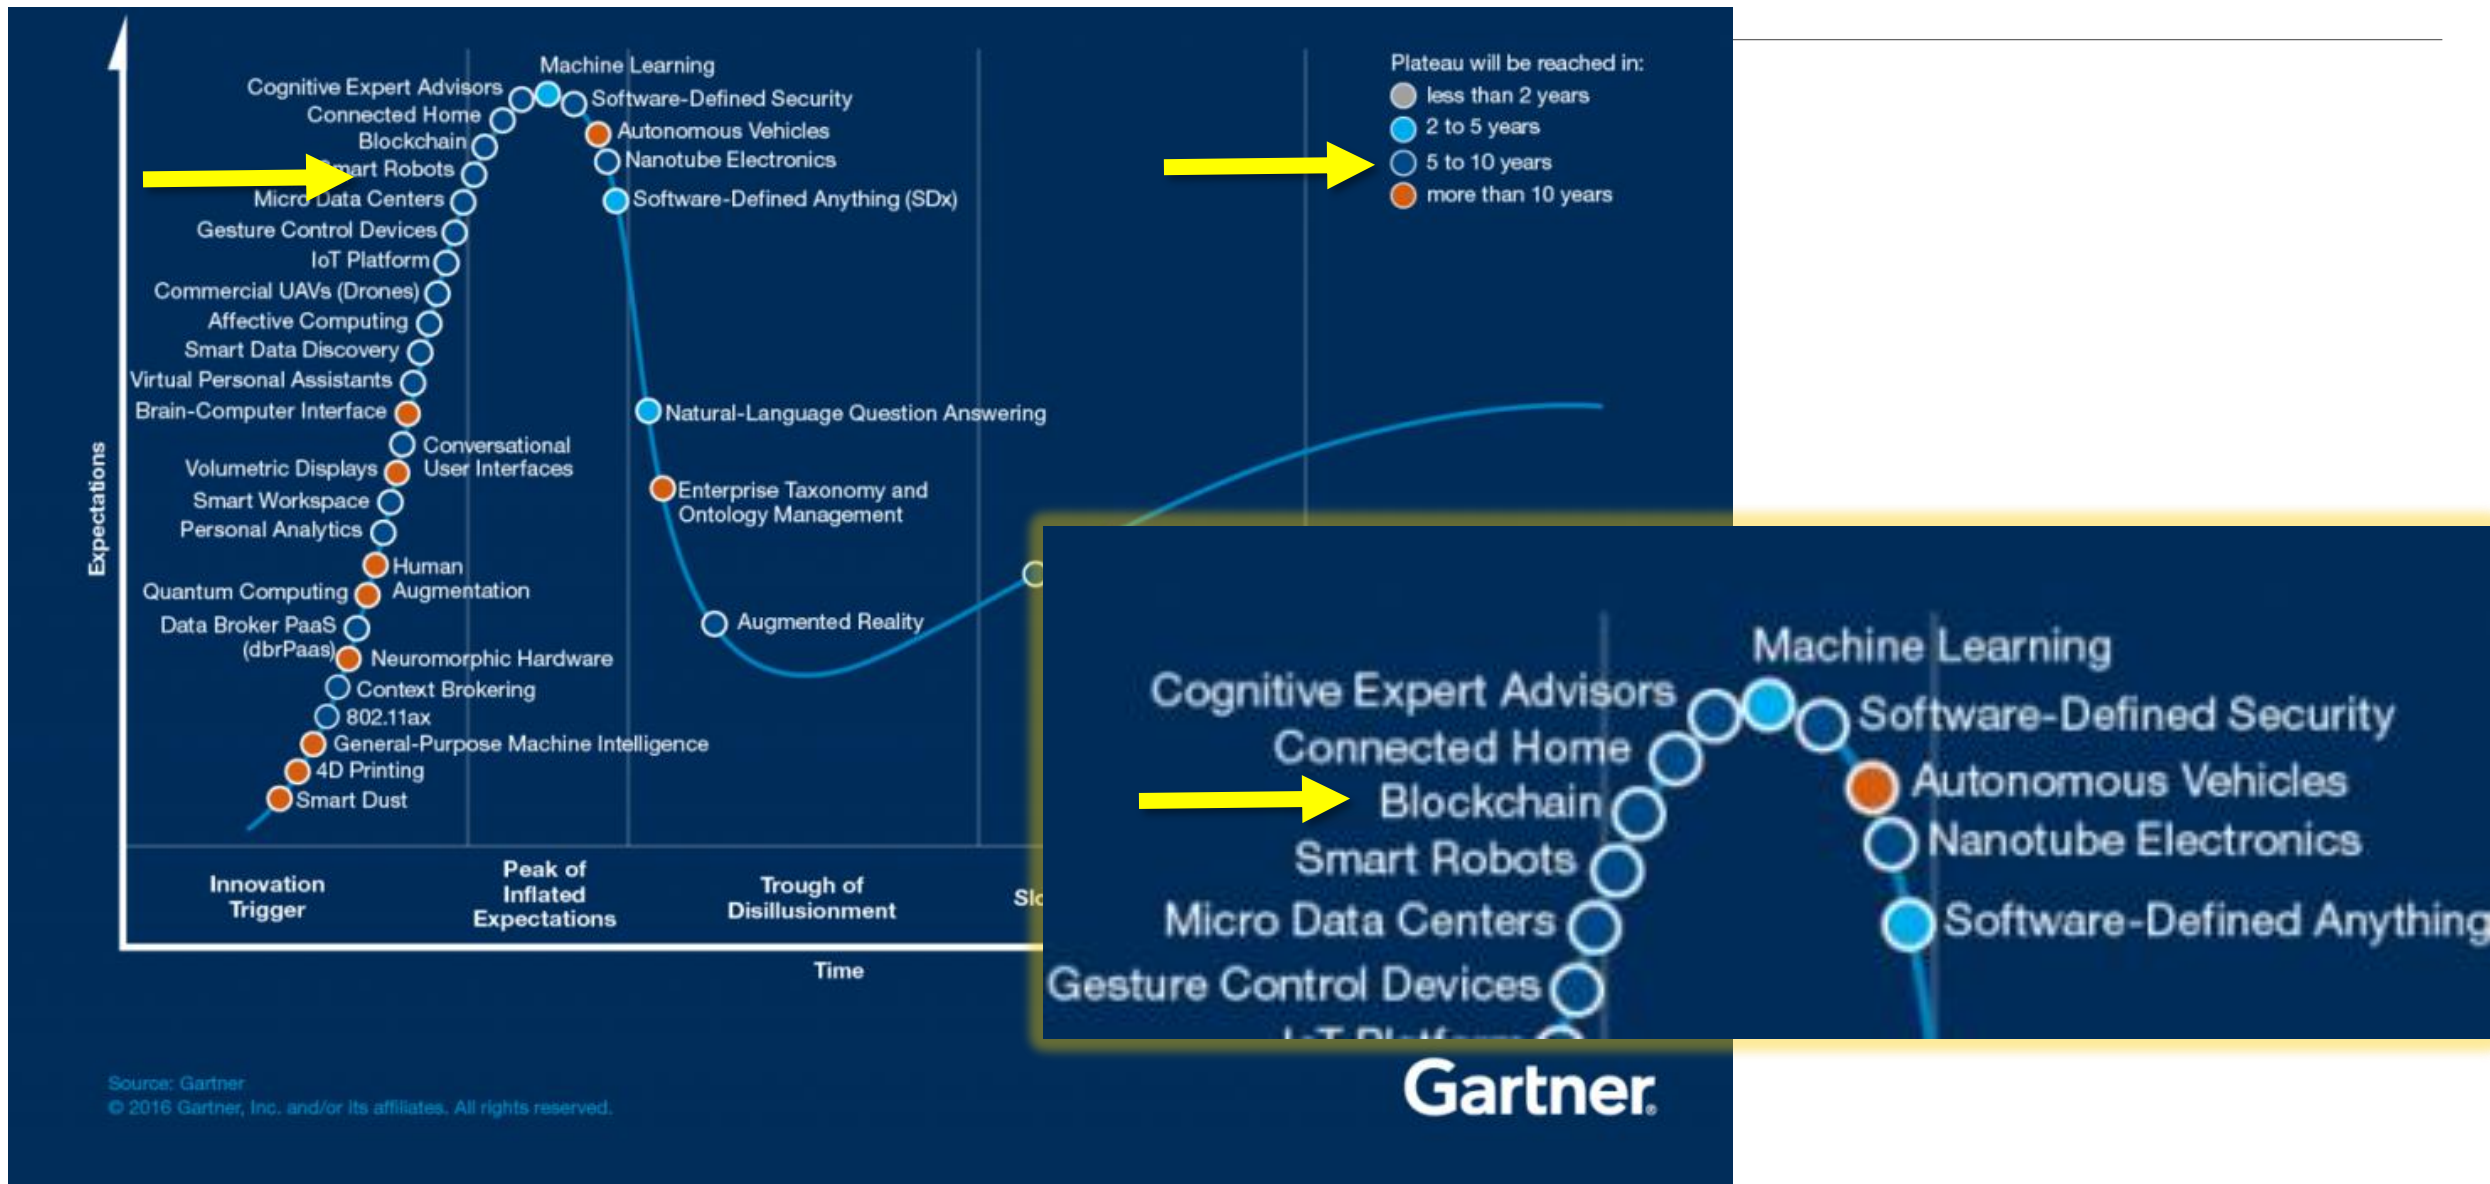 Machine Learning
Cognitive Expert Advisors
Software-Defined Security
Connected Home
Autonomous Vehicles
Blockchain
Nanotube Electronics
Robots
Software-Defined Anything (SDx)
Micro Data Centers
Gesture Control Devices
IoT Platform
Commercial UAVs (Drones)
Affective Computing
Smart Data Discovery
Virtual Personal Assistants
Brain-Computer Interface
Natural-Language Question Answering
Conversational
User Interfaces
Volumetric Displays
Smart Workspace
Enterprise Taxonomy and
Ontology Management
Personal Analytics
Human
Augmentation
Quantum Computing
Data Broker PaaS
(dbrPaas)
Augmented Reality
Neuromorphic Hardware
Context Brokering
802.11ax
General-Purpose Machine Intelligence
4D Printing
Smart Dust
Plateau will be reached in:
less than 2 years
2 to 5 years
5 to 10 years
more than 10 years
Expectations
Innovation
Trigger
Peak of
Inflated
Expectations
Trough of
Disillusionment
Time
Machine Learning
Cognitive Expert Advisors
Software-Defined Security
Connected Home
Autonomous Vehicles
Blockchain
Nanotube Electronics
Smart Robots
Micro Data Centers
Software-Defined Anything
Gesture Control Devices
IoT Platform
Source: Gartner
© 2016 Gartner, Inc. and/or its affiliates. All rights reserved.
Gartner®